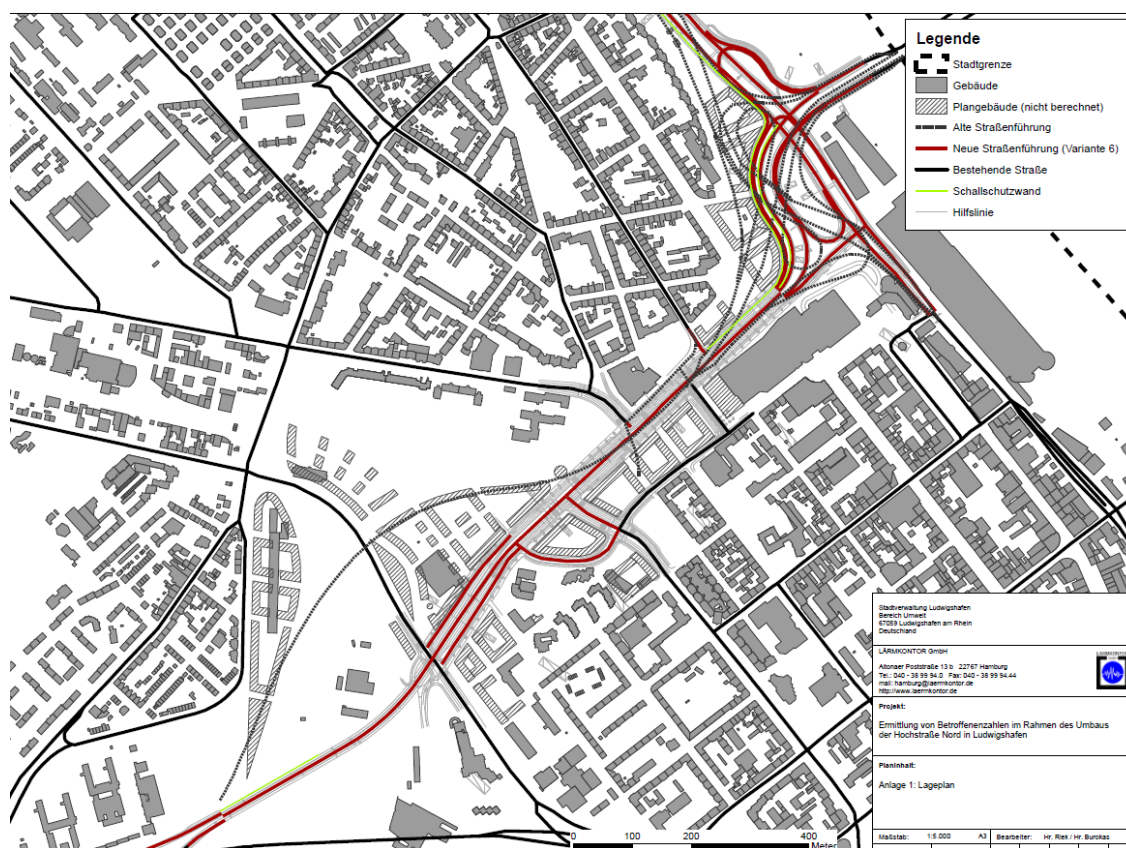 Legende
Stadtgrenze
Gebäude
Plangebäude (nicht berechnet)
Alte Straßenführung
Neue Straßenführung (Variante 6)
Bestehende Straße
Schallschutzwand
Hilfslinie
Stadtverwaltung Ludwigshafen
Bereich Umwelt
67059 Ludwigshafen am Rhein
Deutschland
LÄRMKONTOR GmbH
Altonaer Poststraße 13 b 22767 Hamburg
Tel.: 040 - 38 99 94.0 Fax: 040 - 38 99 94.44
mail: hamburg@laermkontor.de
http://www.laermkontor.de
LÄRMKONTOR
Projekt:
Ermittlung von Betroffenenzahlen im Rahmen des Umbaus
der Hochstraße Nord in Ludwigshafen
Planinhalt:
Anlage 1: Lageplan
0 100 200 400
Meter
Maßstab: 1:5.000 A3 Bearbeiter: Hr. Riek / Hr. Burokas